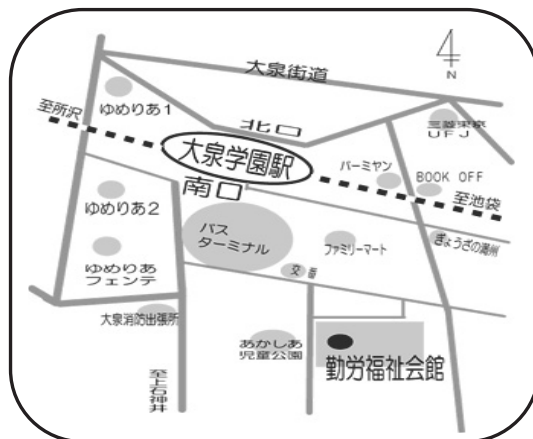 大泉街道
N
至所沢
ゆめりあ1
北口
三菱東京
UFJ
大泉学園駅
バーミヤン
BOOK OFF
南口
至池袋
ゆめりあ2
バス
ターミナル
ファミリーマート
ぎょうざの満州
ゆめりあ
フェンテ
交番
大泉消防出張所
あかしあ
児童公園
勤労福祉会館
至上石神井